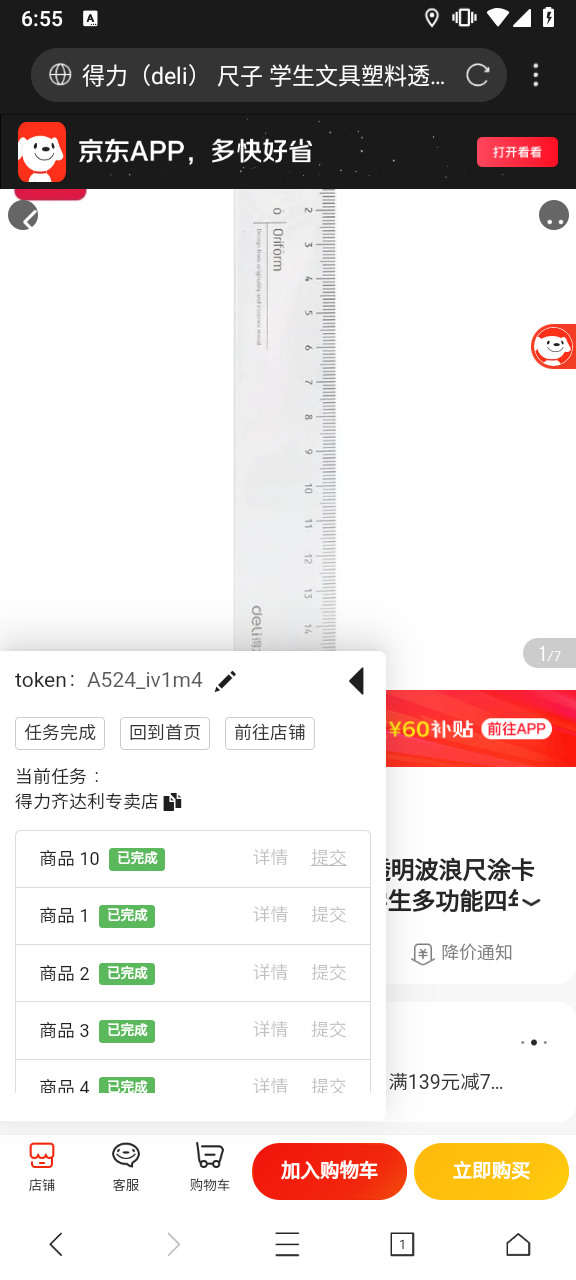 6:55
A
得力（deli） 尺子 学生文具塑料透...
京东APP，多快好省
打开看看
0
Oriform
Design from originality and essence mood
2
3
4
5
6
7
8
9
10
11
12
13
14
deli
1/7
token：A524_iv1m4
任务完成
回到首页
前往店铺
¥60补贴
前往APP
当前任务：
得力齐达利专卖店
商品 10 已完成 详情 提交
商品 1 已完成 详情 提交
商品 2 已完成 详情 提交
商品 3 已完成 详情 提交
商品 4 已完成 详情 提交
透明波浪尺涂卡
生多功能四年
降价通知
满139元减7...
店铺
客服
购物车
加入购物车
立即购买
1